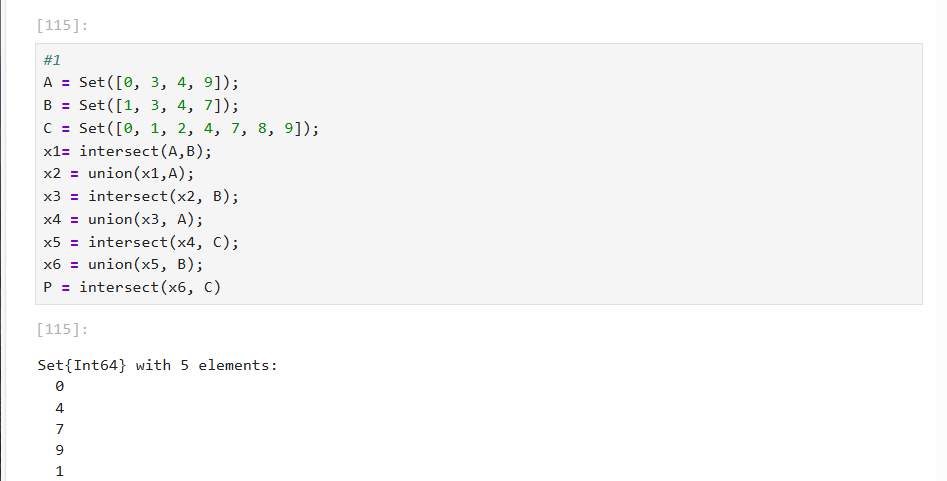 [115]:
#1
A = Set([0, 3, 4, 9]);
B = Set([1, 3, 4, 7]);
C = Set([0, 1, 2, 4, 7, 8, 9]);
x1= intersect(A,B);
x2 = union(x1,A);
x3 = intersect(x2, B);
x4 = union(x3, A);
x5 = intersect(x4, C);
x6 = union(x5, B);
P = intersect(x6, C)
[115]:
Set{Int64} with 5 elements:
0
4
7
9
1